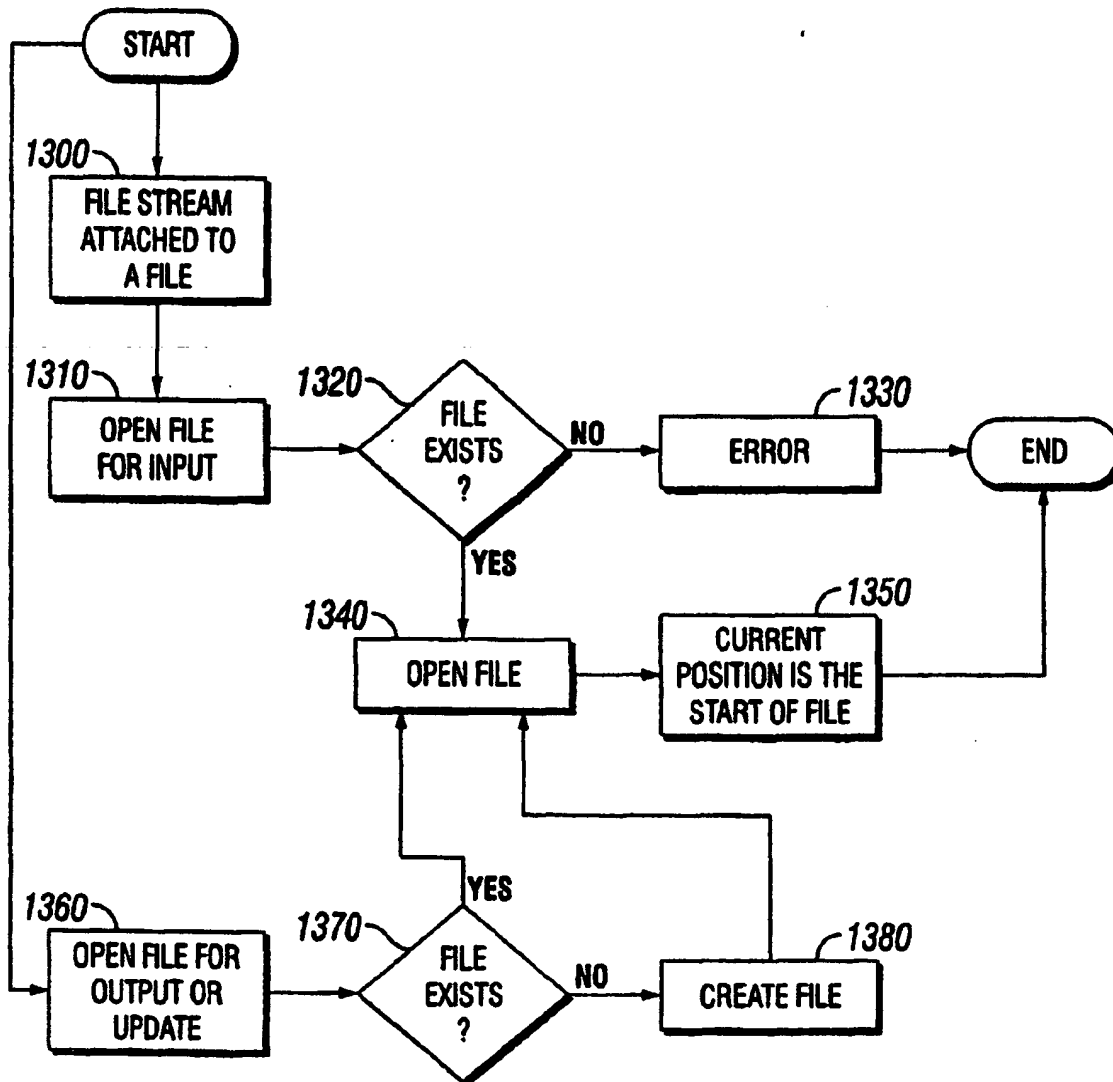 START
1300
FILE STREAM
ATTACHED TO
A FILE
1310
OPEN FILE
FOR INPUT
1320
FILE
EXISTS
?
NO
1330
ERROR
END
YES
1340
OPEN FILE
1350
CURRENT
POSITION IS THE
START OF FILE
1360
OPEN FILE FOR
OUTPUT OR
UPDATE
1370
YES
FILE
EXISTS
?
NO
1380
CREATE FILE